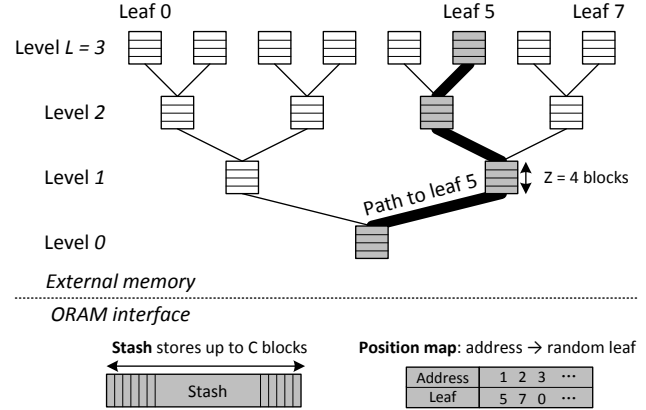 Leaf 0 Leaf 5 Leaf 7
Level L = 3
Level 2
Level 1
Z = 4 blocks
Path to leaf 5
Level 0
External memory
ORAM interface
Stash stores up to C blocks
Stash
Position map: address → random leaf
Address 1 2 3 ...
Leaf 5 7 0 ...